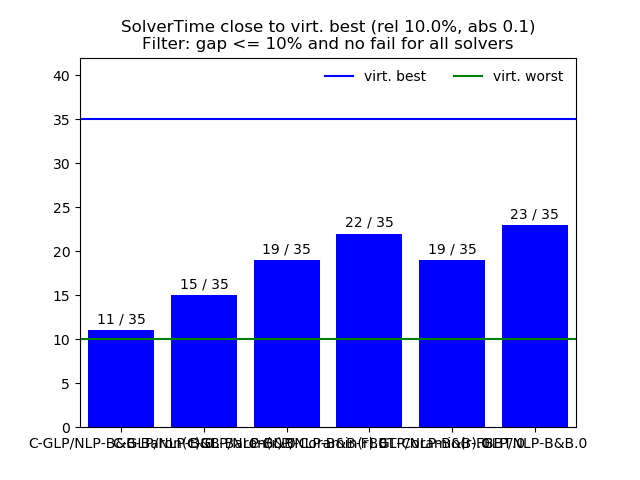 SolverTime close to virt. best (rel 10.0%, abs 0.1)
Filter: gap <= 10% and no fail for all solvers
virt. best
virt. worst
40
35
30
25
20
15
10
5
0
11 / 35
15 / 35
19 / 35
22 / 35
19 / 35
23 / 35
C-GLP/NLP-B&B